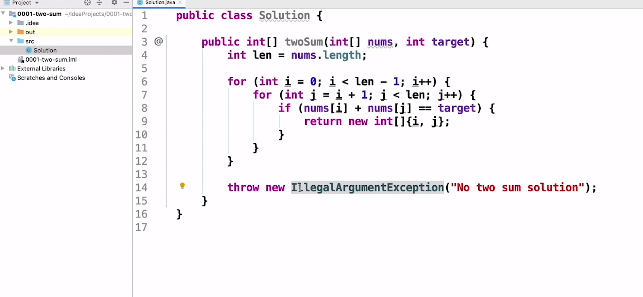 Project
Solution.java
0001-two-sum ~/IdeaProjects/0001-two
.idea
out
src
Solution
0001-two-sum.iml
External Libraries
Scratches and Consoles
1 public class Solution {
2
3 @ public int[] twoSum(int[] nums, int target) {
4 int len = nums.length;
5
6 for (int i = 0; i < len - 1; i++) {
7 for (int j = i + 1; j < len; j++) {
8 if (nums[i] + nums[j] == target) {
9 return new int[]{i, j};
10 }
11 }
12 }
13
14 throw new IllegalArgumentException("No two sum solution");
15 }
16 }
17